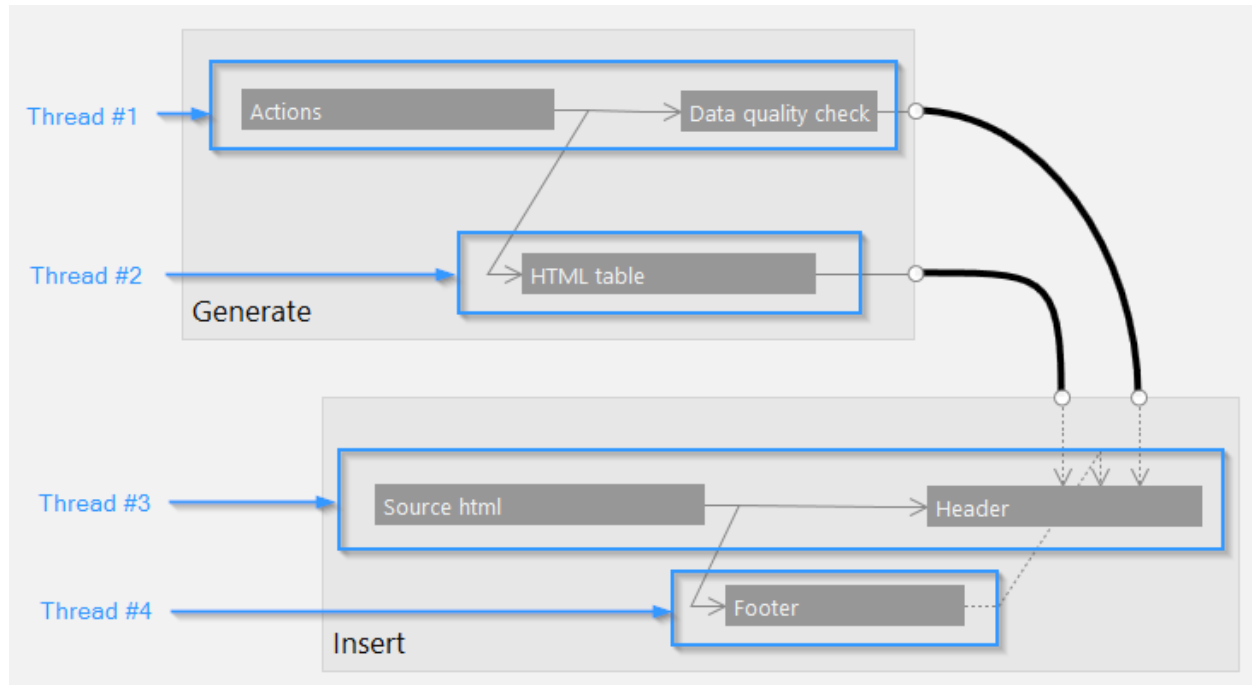 Thread #1
Actions
Data quality check
Thread #2
HTML table
Generate
Thread #3
Source html
Header
Thread #4
Footer
Insert